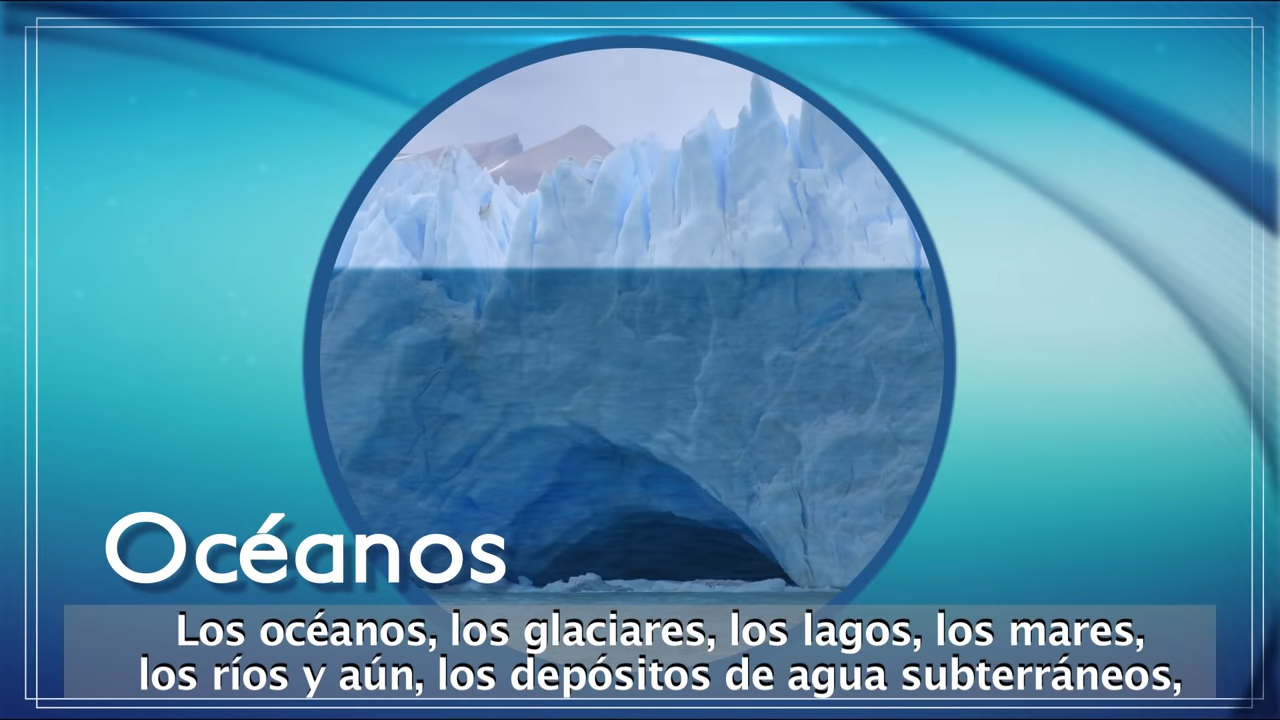 Océanos
Los océanos, los glaciares, los lagos, los mares,
los ríos y aún, los depósitos de agua subterráneos,